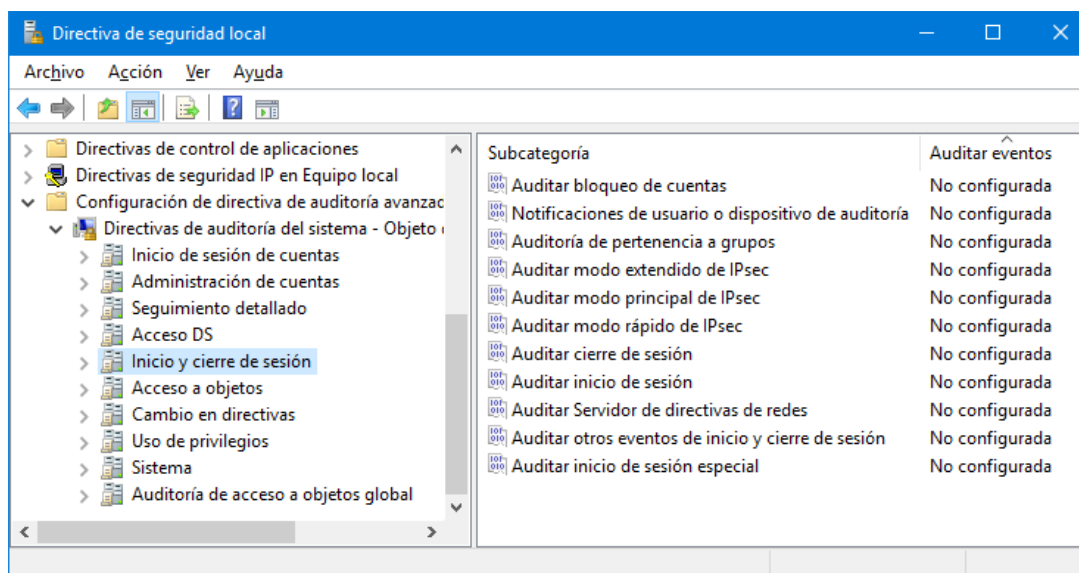 Directiva de seguridad local
Archivo Acción Ver Ayuda
Directivas de control de aplicaciones
Directivas de seguridad IP en Equipo local
Configuración de directiva de auditoría avanzac
Directivas de auditoría del sistema - Objeto
Inicio de sesión de cuentas
Administración de cuentas
Seguimiento detallado
Acceso DS
Inicio y cierre de sesión
Acceso a objetos
Cambio en directivas
Uso de privilegios
Sistema
Auditoría de acceso a objetos global
Subcategoría Auditar eventos
Auditar bloqueo de cuentas No configurada
Notificaciones de usuario o dispositivo de auditoría No configurada
Auditoría de pertenencia a grupos No configurada
Auditar modo extendido de IPsec No configurada
Auditar modo principal de IPsec No configurada
Auditar modo rápido de IPsec No configurada
Auditar cierre de sesión No configurada
Auditar inicio de sesión No configurada
Auditar Servidor de directivas de redes No configurada
Auditar otros eventos de inicio y cierre de sesión No configurada
Auditar inicio de sesión especial No configurada